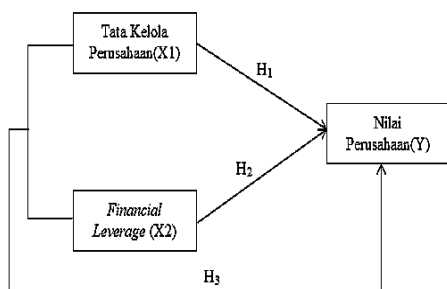 Tata Kelola
Perusahaan(X1)
H1
Nilai
Perusahaan(Y)
H2
Financial
Leverage (X2)
H3